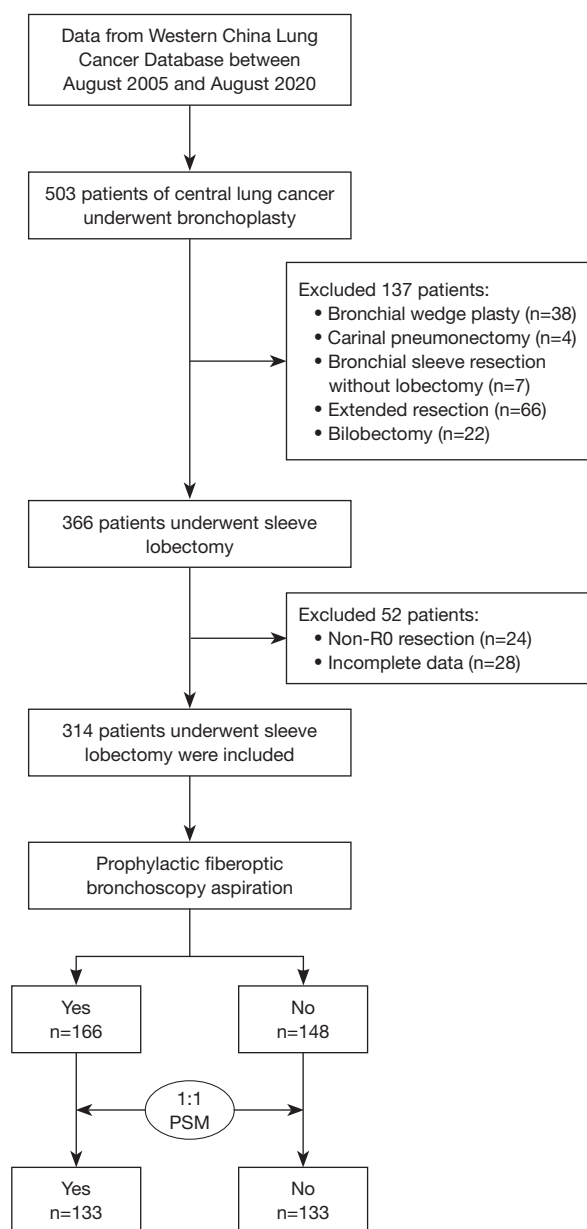 Data from Western China Lung
Cancer Database between
August 2005 and August 2020
503 patients of central lung cancer
underwent bronchoplasty
Excluded 137 patients:
• Bronchial wedge plasty (n=38)
• Carinal pneumonectomy (n=4)
• Bronchial sleeve resection
without lobectomy (n=7)
• Extended resection (n=66)
• Bilobectomy (n=22)
366 patients underwent sleeve
lobectomy
Excluded 52 patients:
• Non-R0 resection (n=24)
• Incomplete data (n=28)
314 patients underwent sleeve
lobectomy were included
Prophylactic fiberoptic
bronchoscopy aspiration
Yes
n=166
No
n=148
1:1
PSM
Yes
n=133
No
n=133